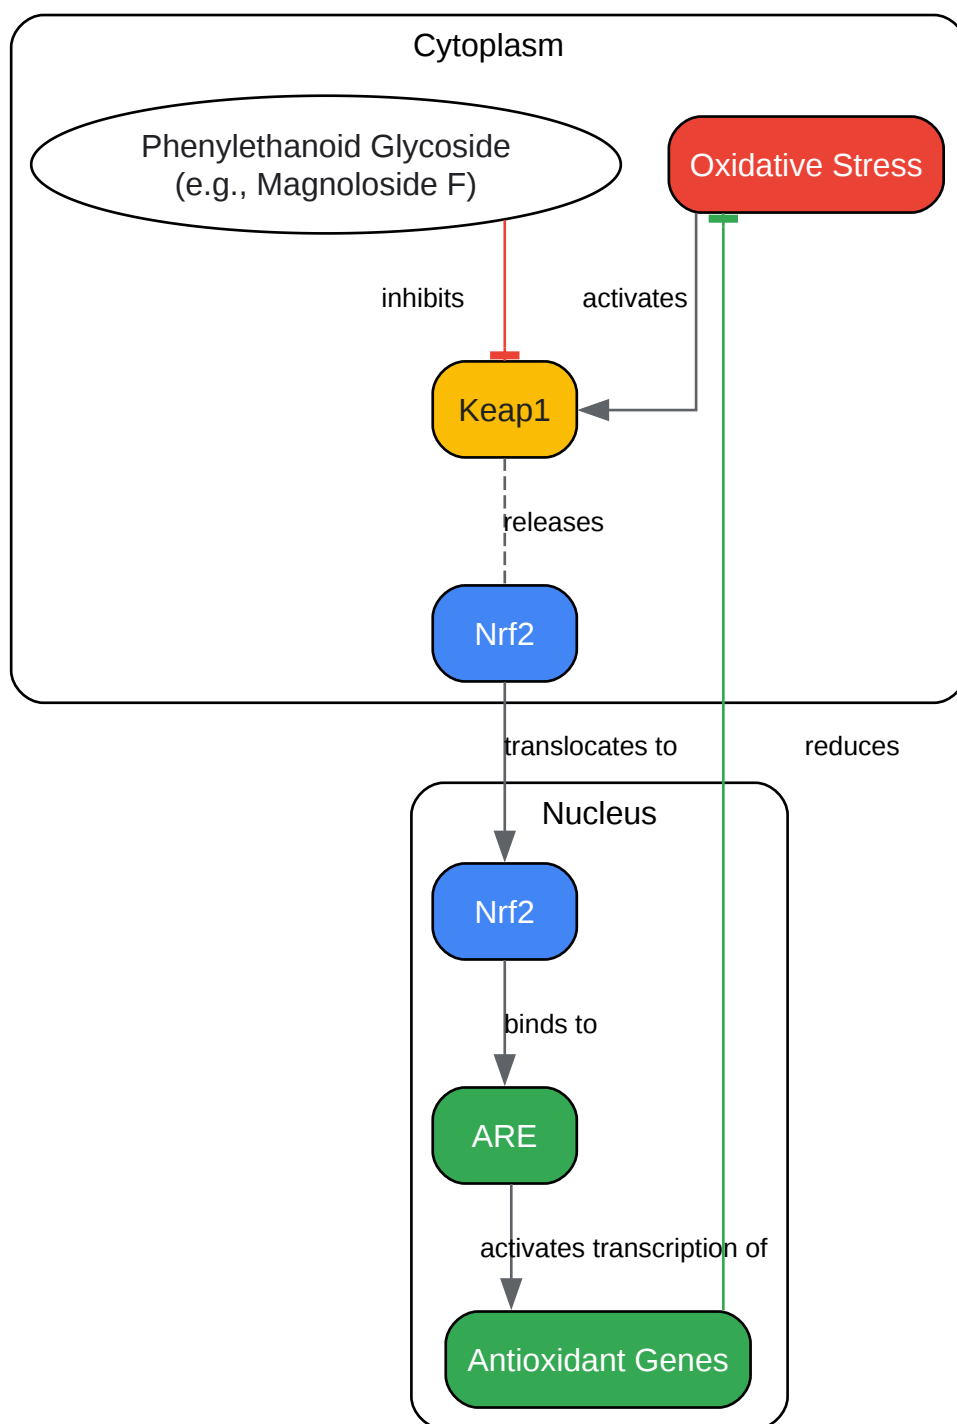 Cytoplasm
Phenylethanoid Glycoside
(e.g., Magnoloside F)
Oxidative Stress
inhibits
activates
Keap1
releases
Nrf2
translocates to
reduces
Nucleus
Nrf2
binds to
ARE
activates transcription of
Antioxidant Genes